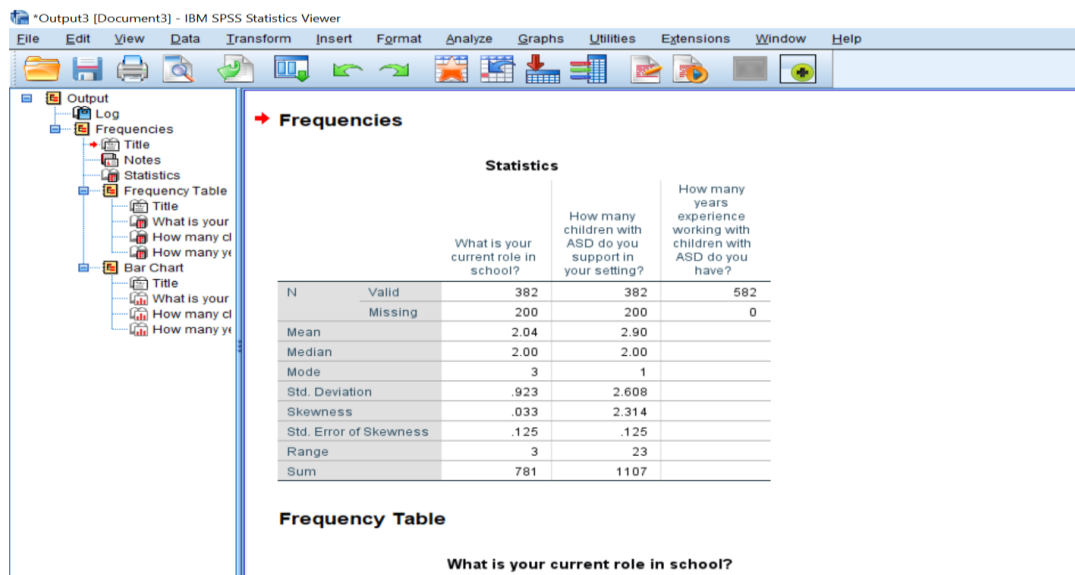 *Output3 [Document3] - IBM SPSS Statistics Viewer
File Edit View Data Transform Insert Format Analyze Graphs Utilities Extensions Window Help
Output
Log
Frequencies
Title
Notes
Statistics
Frequency Table
Title
What is your
How many cl
How many ye
Bar Chart
Title
What is your
How many cl
How many ye
Frequencies
Statistics
What is your
current role in
school?
How many
children with
ASD do you
support in
your setting?
How many
years
experience
working with
children with
ASD do you
have?
N Valid 382 382 582
Missing 200 200 0
Mean 2.04 2.90
Median 2.00 2.00
Mode 3 1
Std. Deviation .923 2.608
Skewness .033 2.314
Std. Error of Skewness .125 .125
Range 3 23
Sum 781 1107
Frequency Table
What is your current role in school?